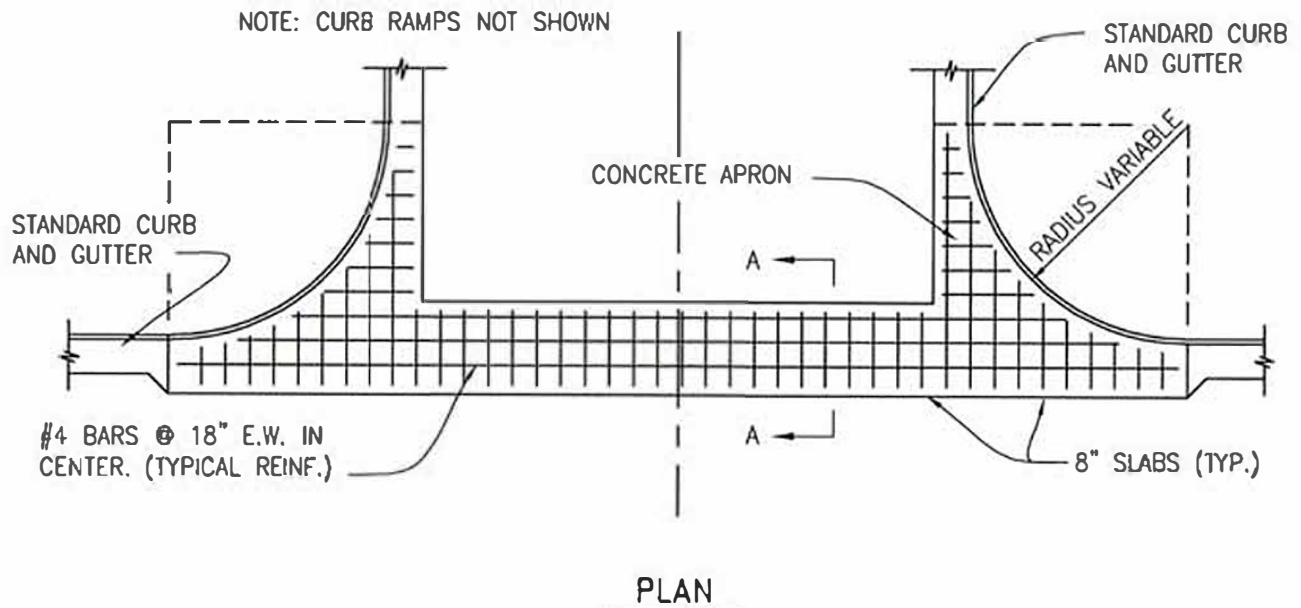 NOTE: CURB RAMPS NOT SHOWN
STANDARD CURB
AND GUTTER
RADIUS VARIABLE
CONCRETE APRON
STANDARD CURB
AND GUTTER
A
A
#4 BARS @ 18" E.W. IN
CENTER. (TYPICAL REINF.)
8" SLABS (TYP.)
PLAN